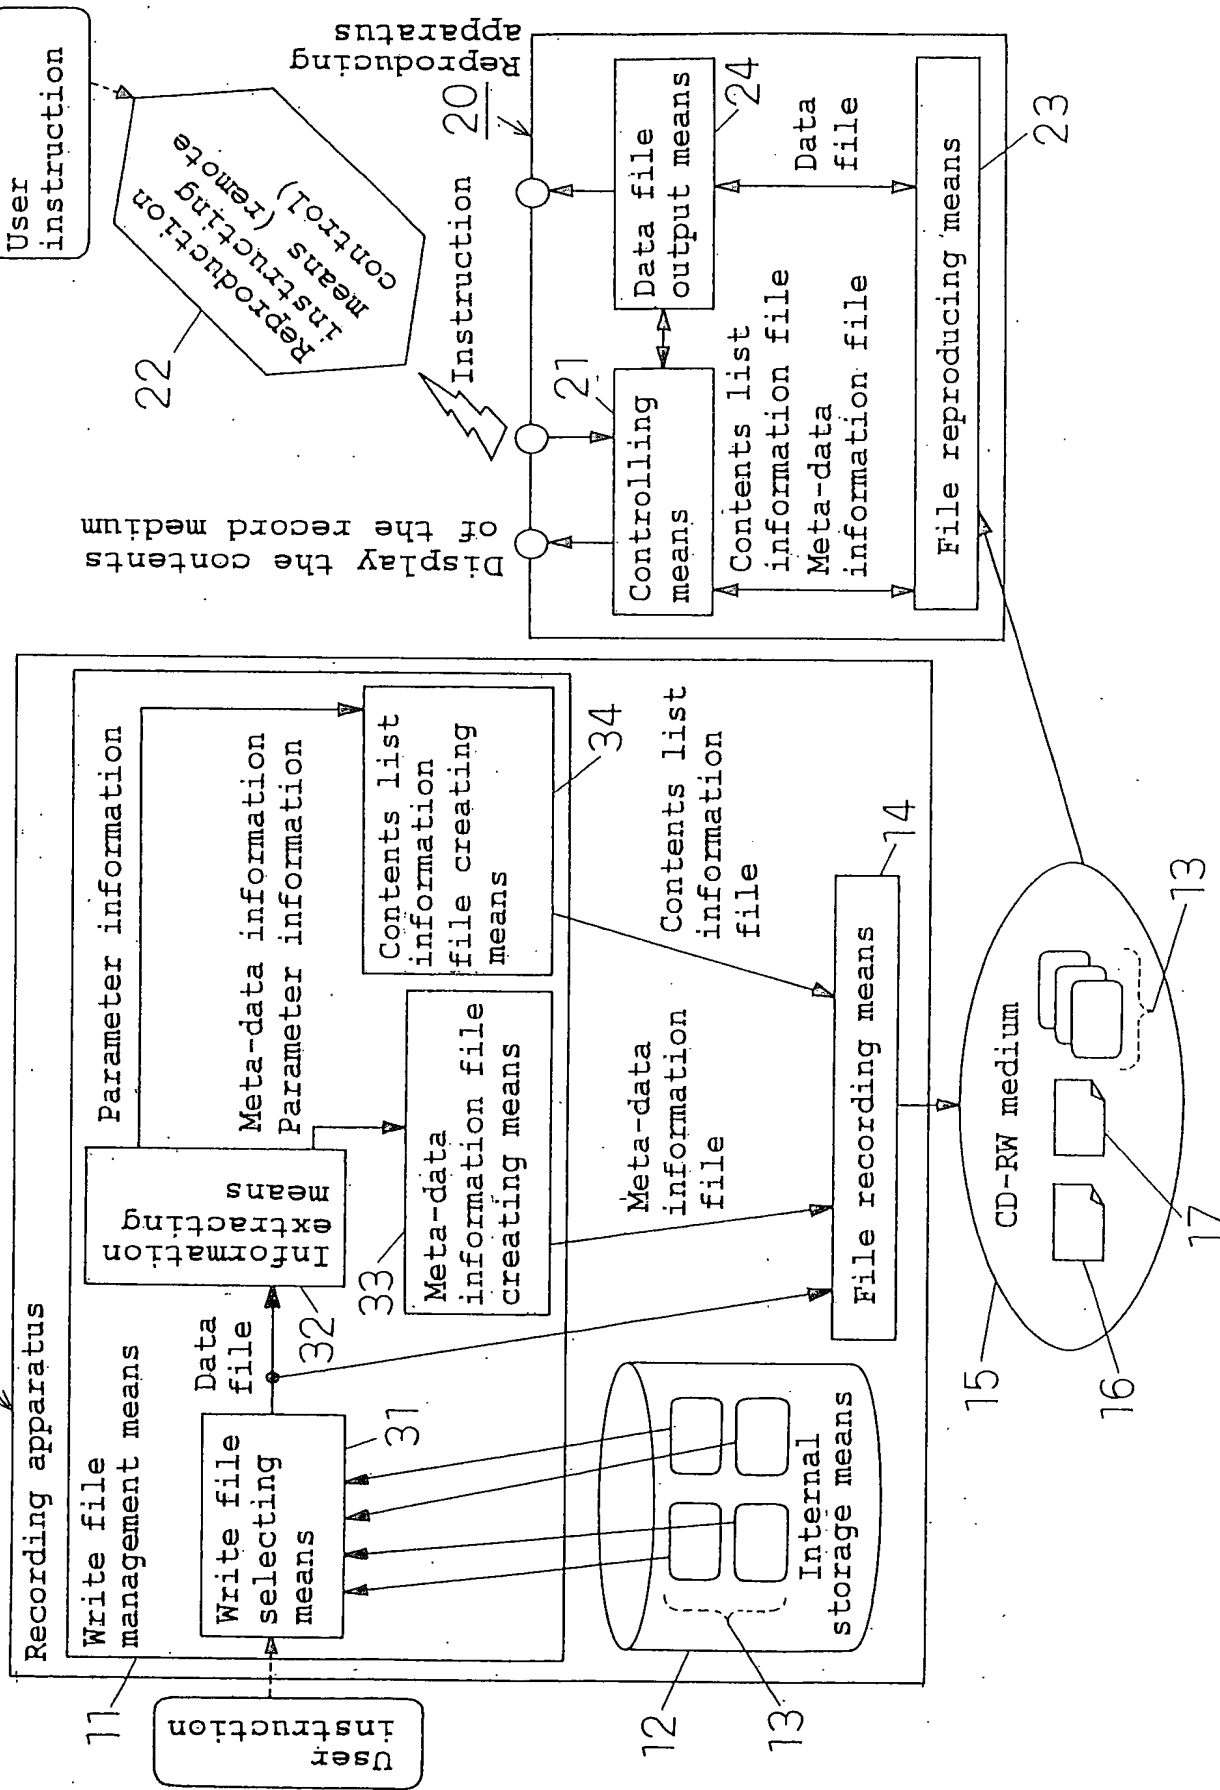 Recording apparatus
Write file
management means
11
User
instruction
Write file
selecting
means
31
Data
file
Information
extracting
means
32
Parameter information
Meta-data information
Parameter information
33
Meta-data
information file
creating means
Contents list
information
file creating
means
34
12
13
Internal
storage means
Meta-data
information
file
Contents list
information
file
File recording means
14
15
CD-RW medium
16
17
13
User
instruction
22
Reproduction
instructing
means (remote
control)
Instruction
20
Reproducing
apparatus
Display the contents
of the record medium
21
Controlling
means
Data file
output means
24
Contents list
information file
Meta-data
information file
Data
file
File reproducing means
23